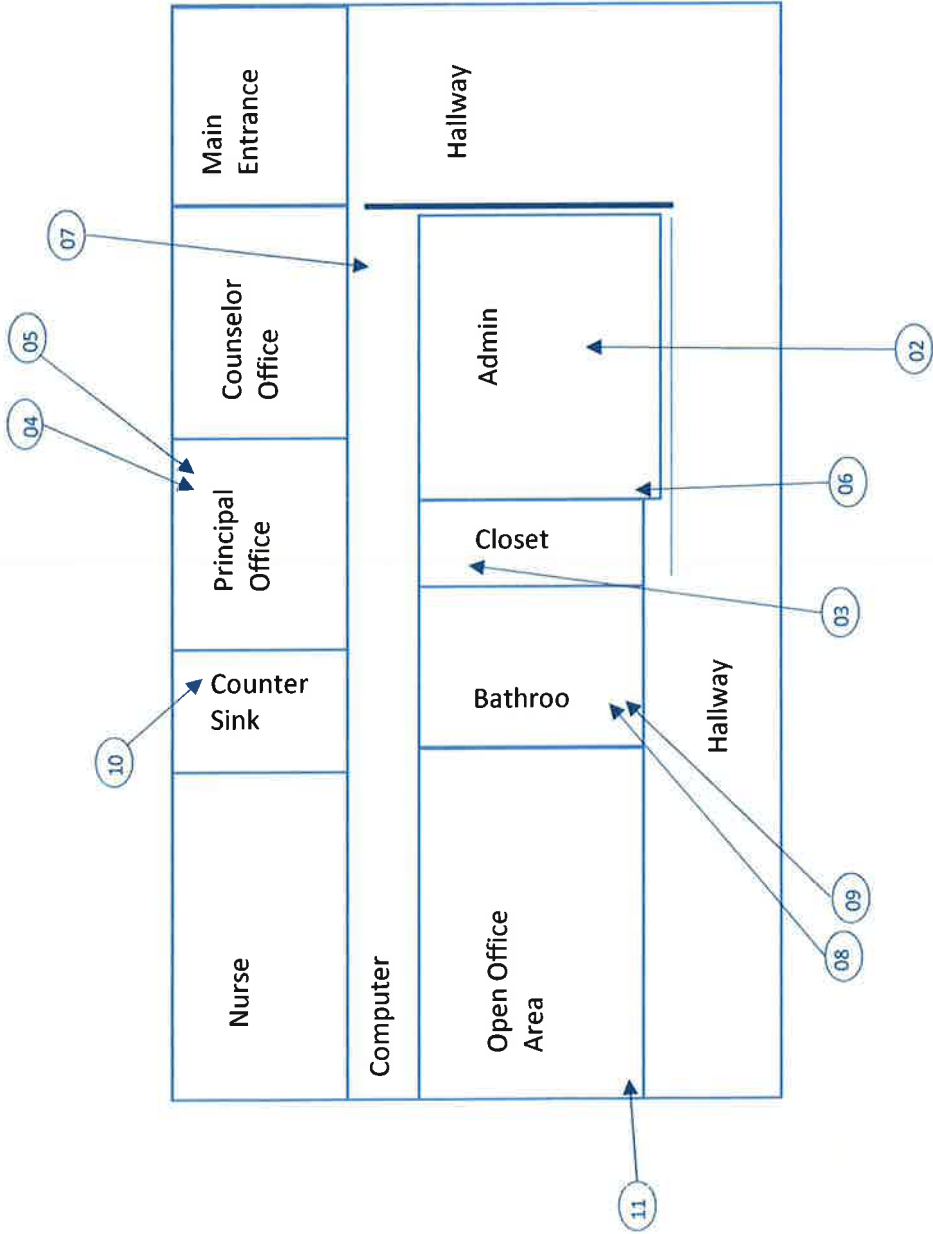 04
05
07
10
Nurse
Counter
Sink
Principal
Office
Counselor
Office
Main
Entrance
Computer
Open Office
Area
Bathroo
Closet
Admin
Hallway
Hallway
11
08
09
03
06
02